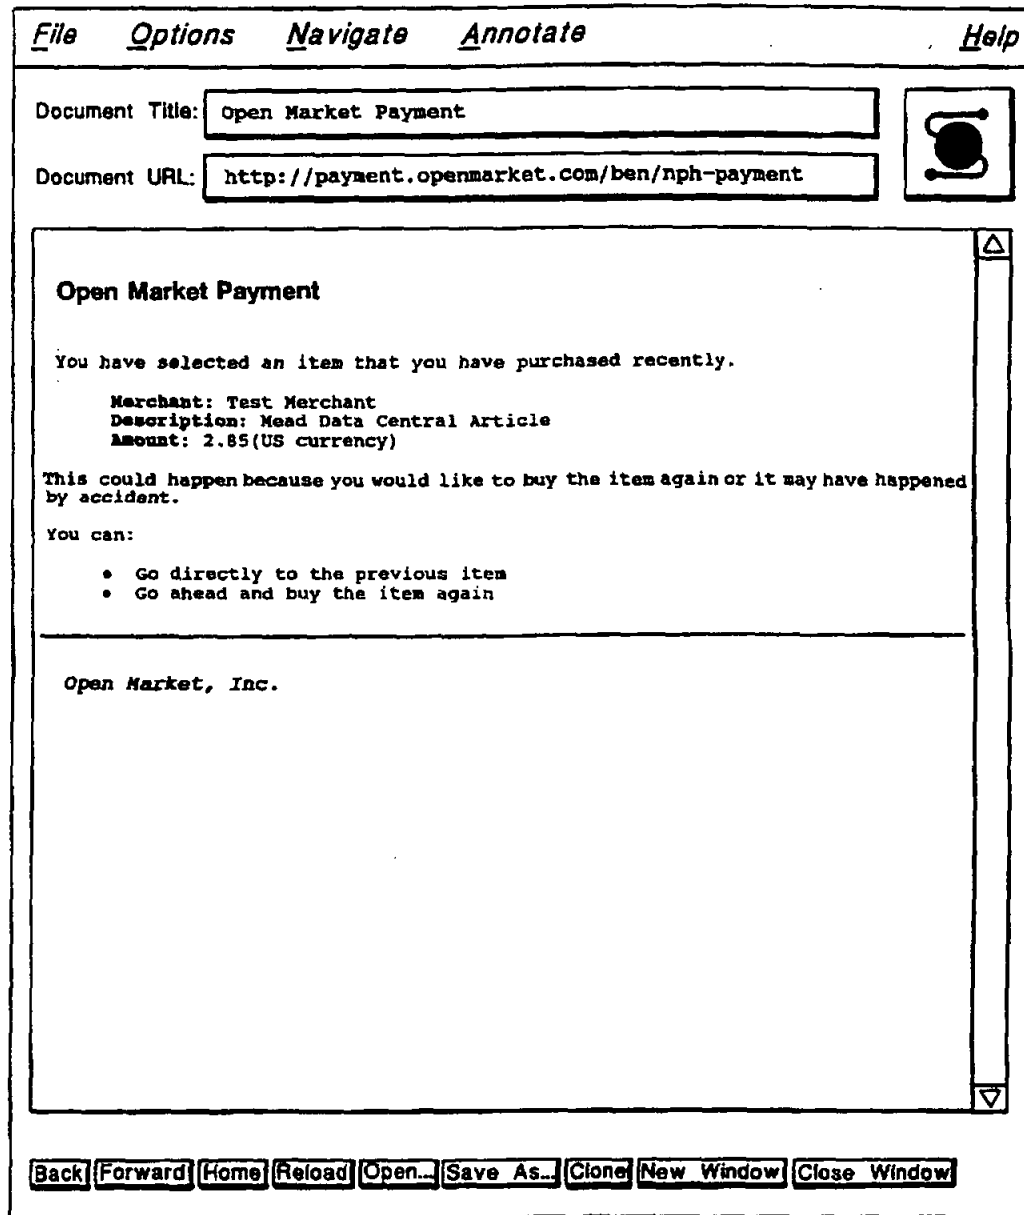 File Options Navigate Annotate Help
Document Title: Open Market Payment
Document URL: http://payment.openmarket.com/ben/nph-payment
Open Market Payment
You have selected an item that you have purchased recently.
Merchant: Test Merchant
Description: Mead Data Central Article
Amount: 2.85(US currency)
This could happen because you would like to buy the item again or it may have happened
by accident.
You can:
• Go directly to the previous item
• Go ahead and buy the item again
Open Market, Inc.
Back Forward Home Reload Open... Save As... Clone New Window Close Window